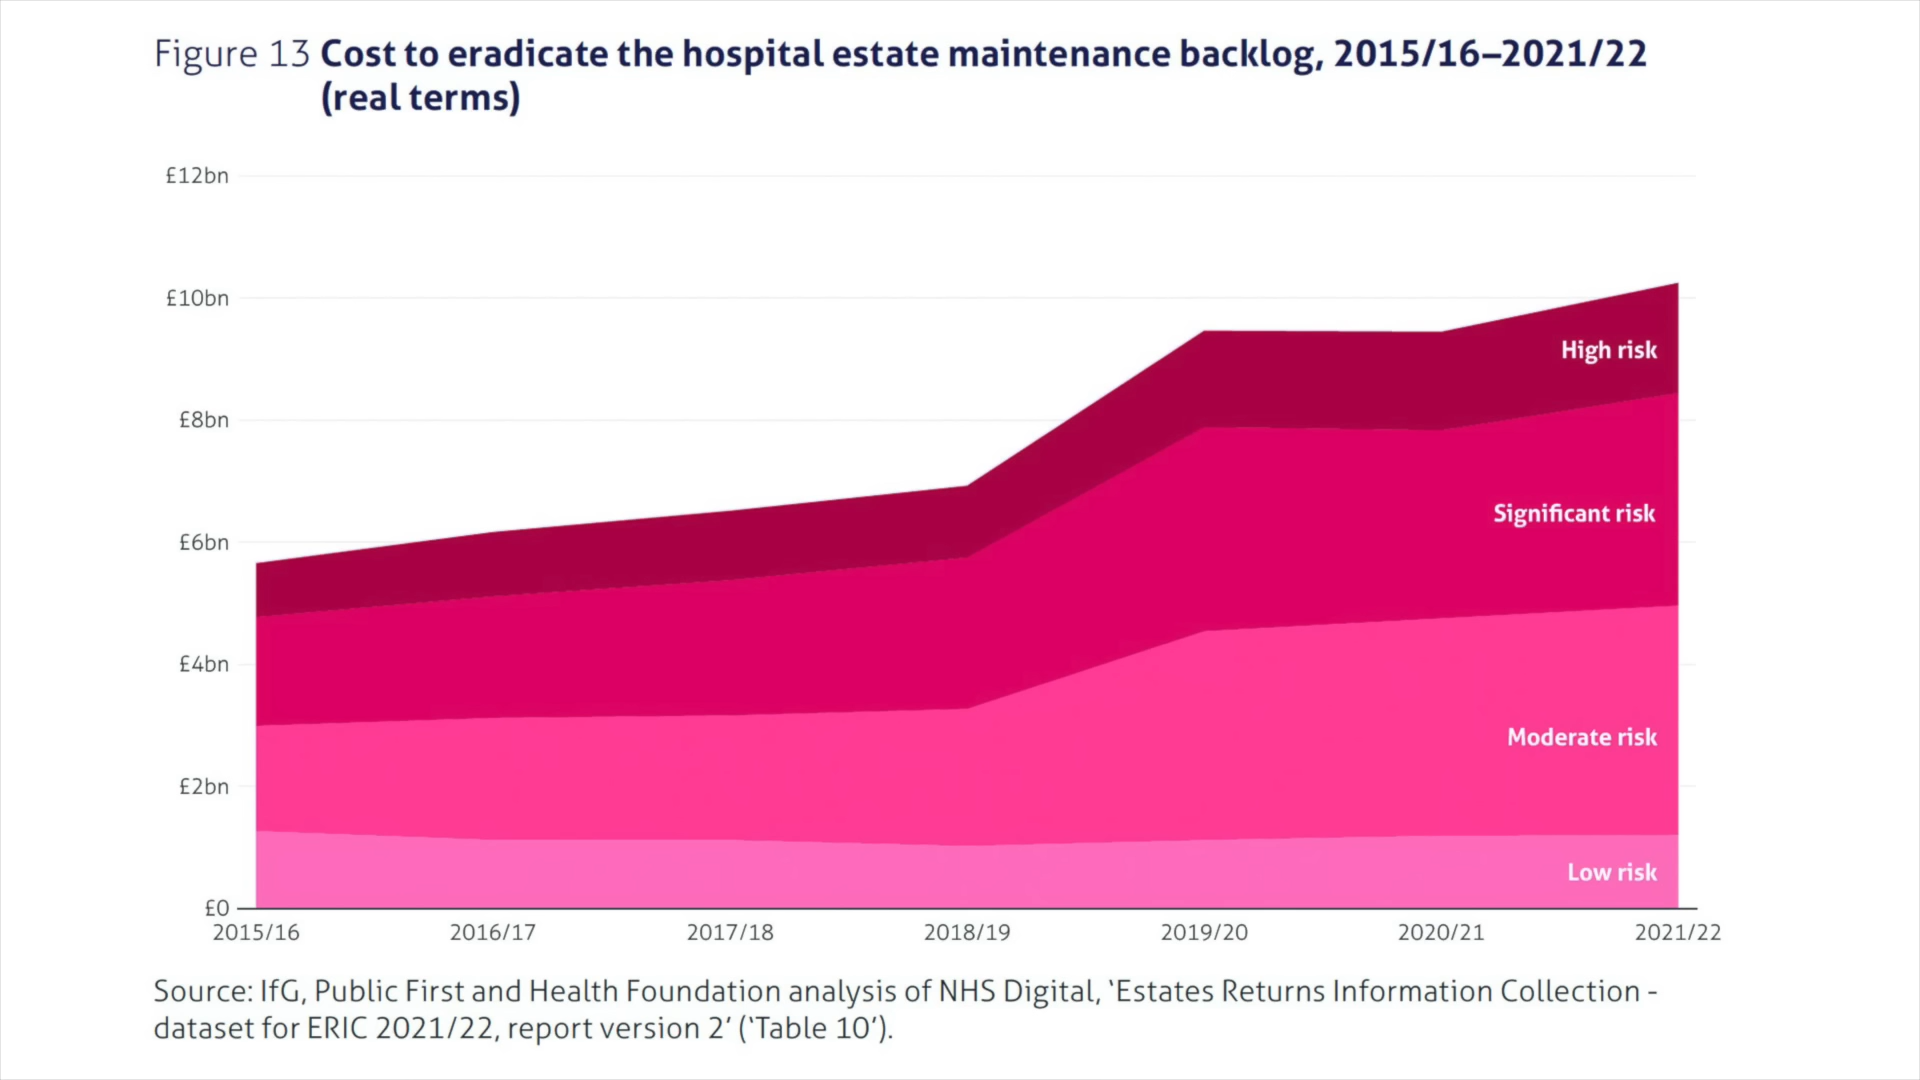 Figure 13 Cost to eradicate the hospital estate maintenance backlog, 2015/16–2021/22
(real terms)
£12bn
£10bn
£8bn
£6bn
£4bn
£2bn
£0
High risk
Significant risk
Moderate risk
Low risk
2015/16 2016/17 2017/18 2018/19 2019/20 2020/21 2021/22
Source: IfG, Public First and Health Foundation analysis of NHS Digital, ‘Estates Returns Information Collection -
dataset for ERIC 2021/22, report version 2’ (‘Table 10’).